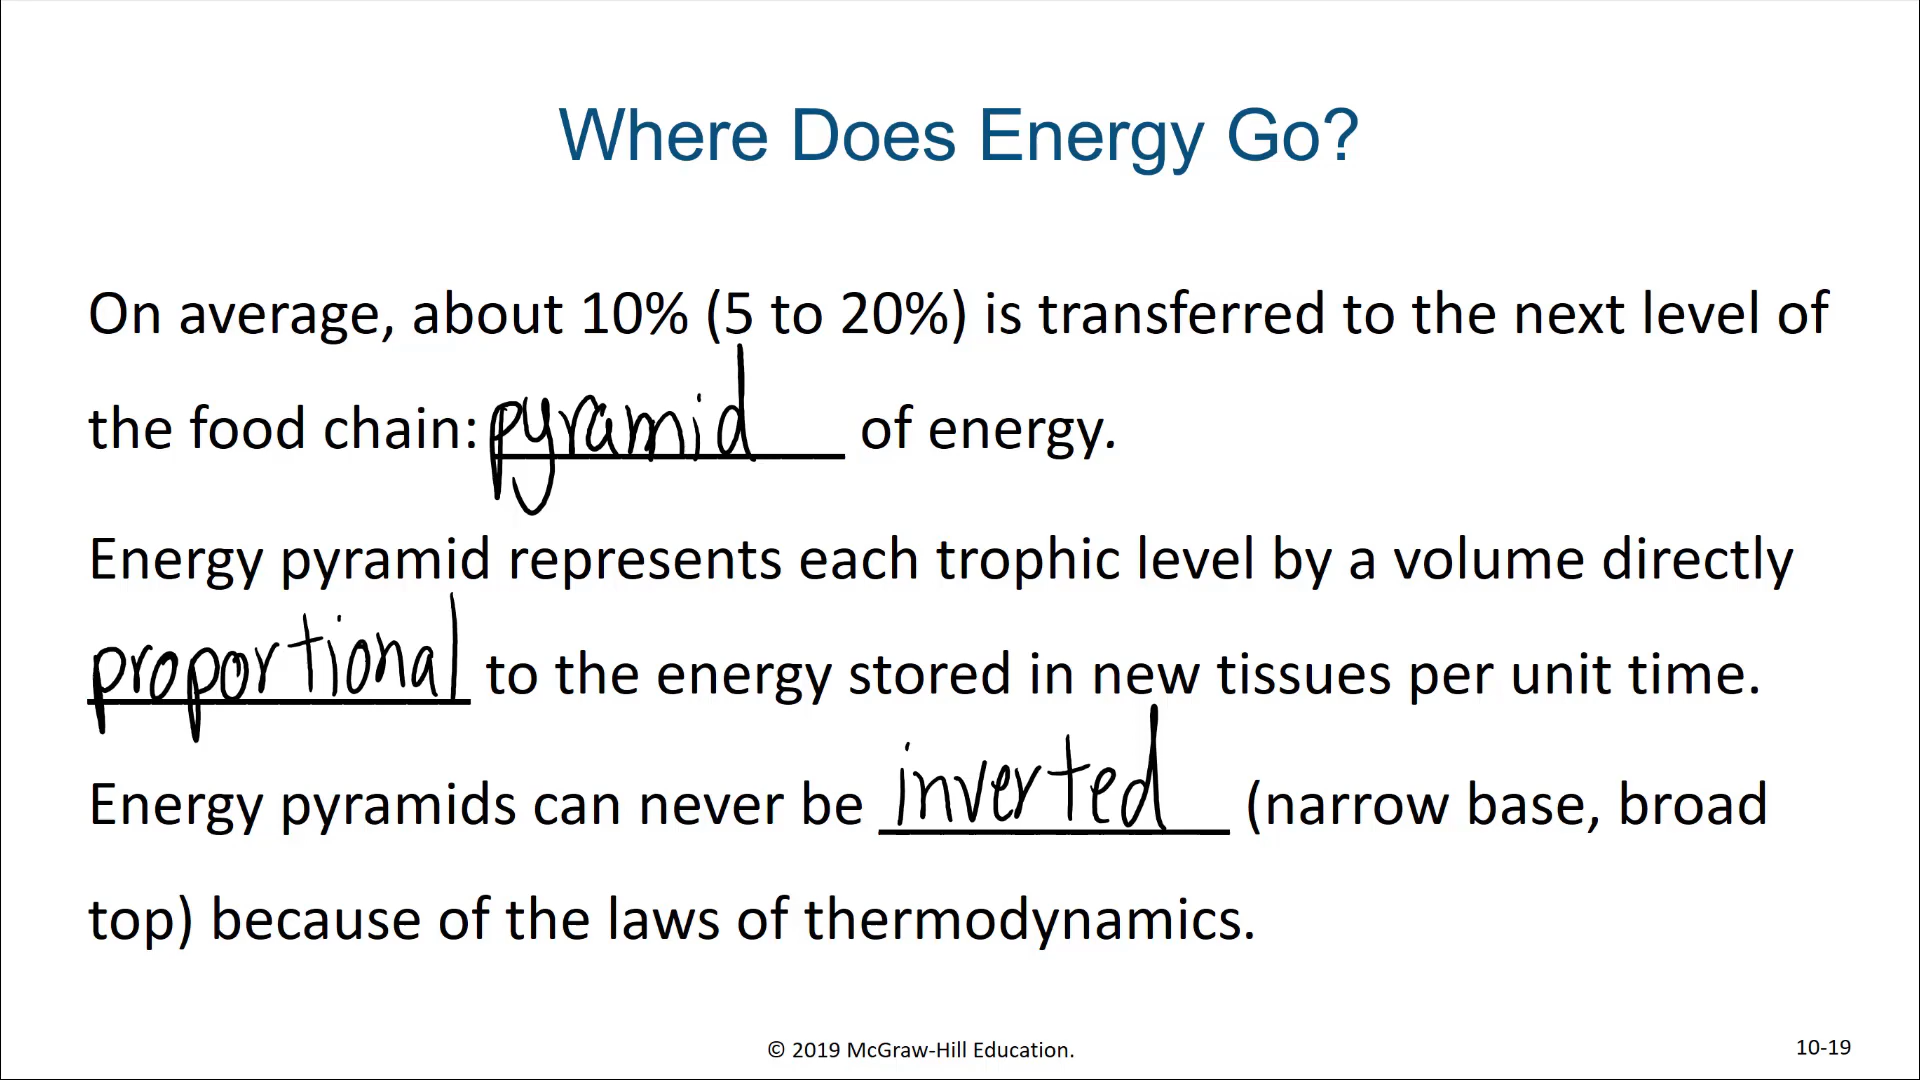 Where Does Energy Go?
On average, about 10% (5 to 20%) is transferred to the next level of
the food chain: pyramid of energy.
Energy pyramid represents each trophic level by a volume directly
proportional to the energy stored in new tissues per unit time.
Energy pyramids can never be inverted (narrow base, broad
top) because of the laws of thermodynamics.
© 2019 McGraw-Hill Education.
10-19